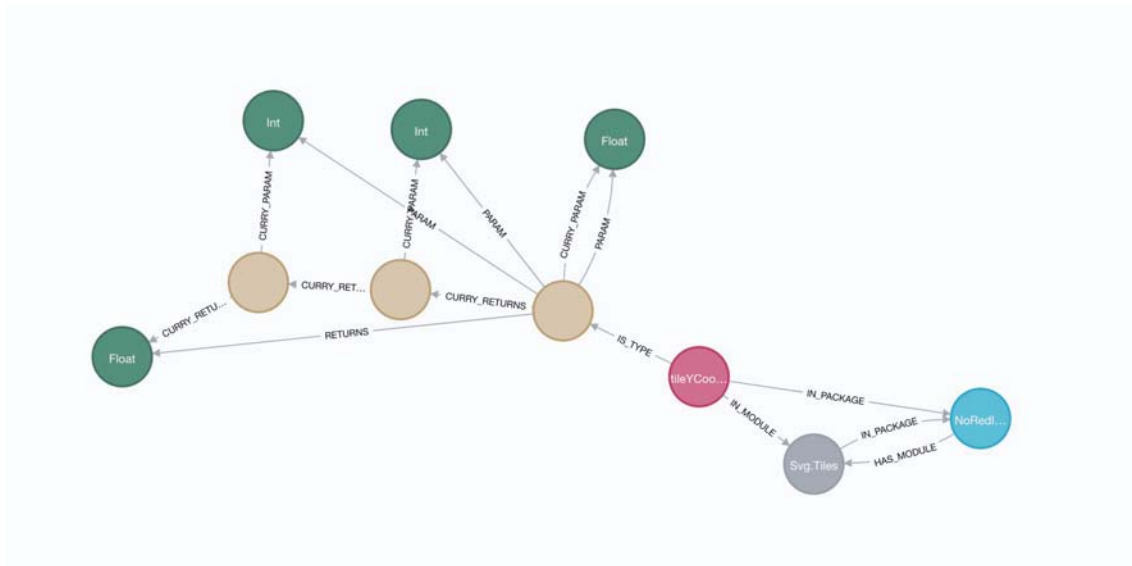 Int
Int
Float
CURRY_PARAM
CURRY_PARAM
PARAM
PARAM
CURRY_PARAM
PARAM
CURRY_RET...
CURRY_RETURNS
CURRY_RETU...
RETURNS
Float
IS_TYPE
tileYCoo...
IN_PACKAGE
IN_MODULE
IN_PACKAGE
NoRedI...
HAS_MODULE
Svg.Tiles